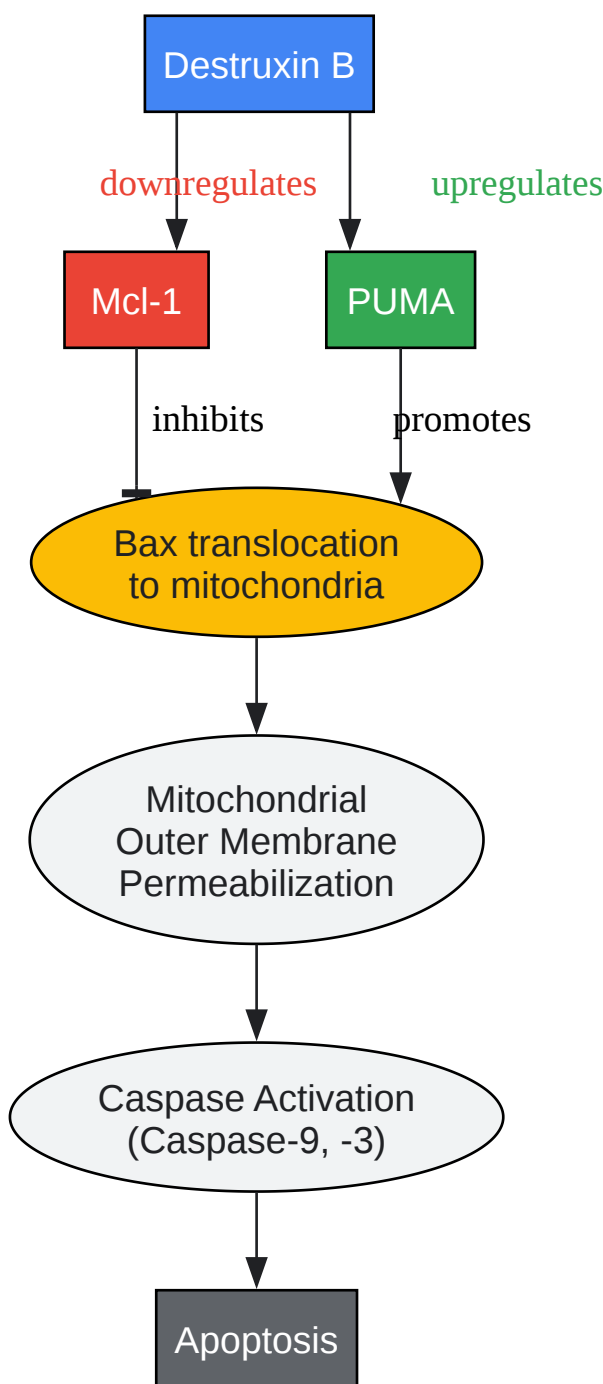 Destruxin B
downregulates
upregulates
Mcl-1
PUMA
inhibits
promotes
Bax translocation
to mitochondria
Mitochondrial
Outer Membrane
Permeabilization
Caspase Activation
(Caspase-9, -3)
Apoptosis